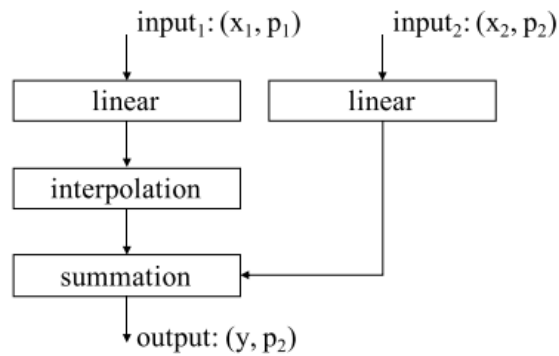 input₁: (x₁, p₁)
input₂: (x₂, p₂)
linear
linear
interpolation
summation
output: (y, p₂)